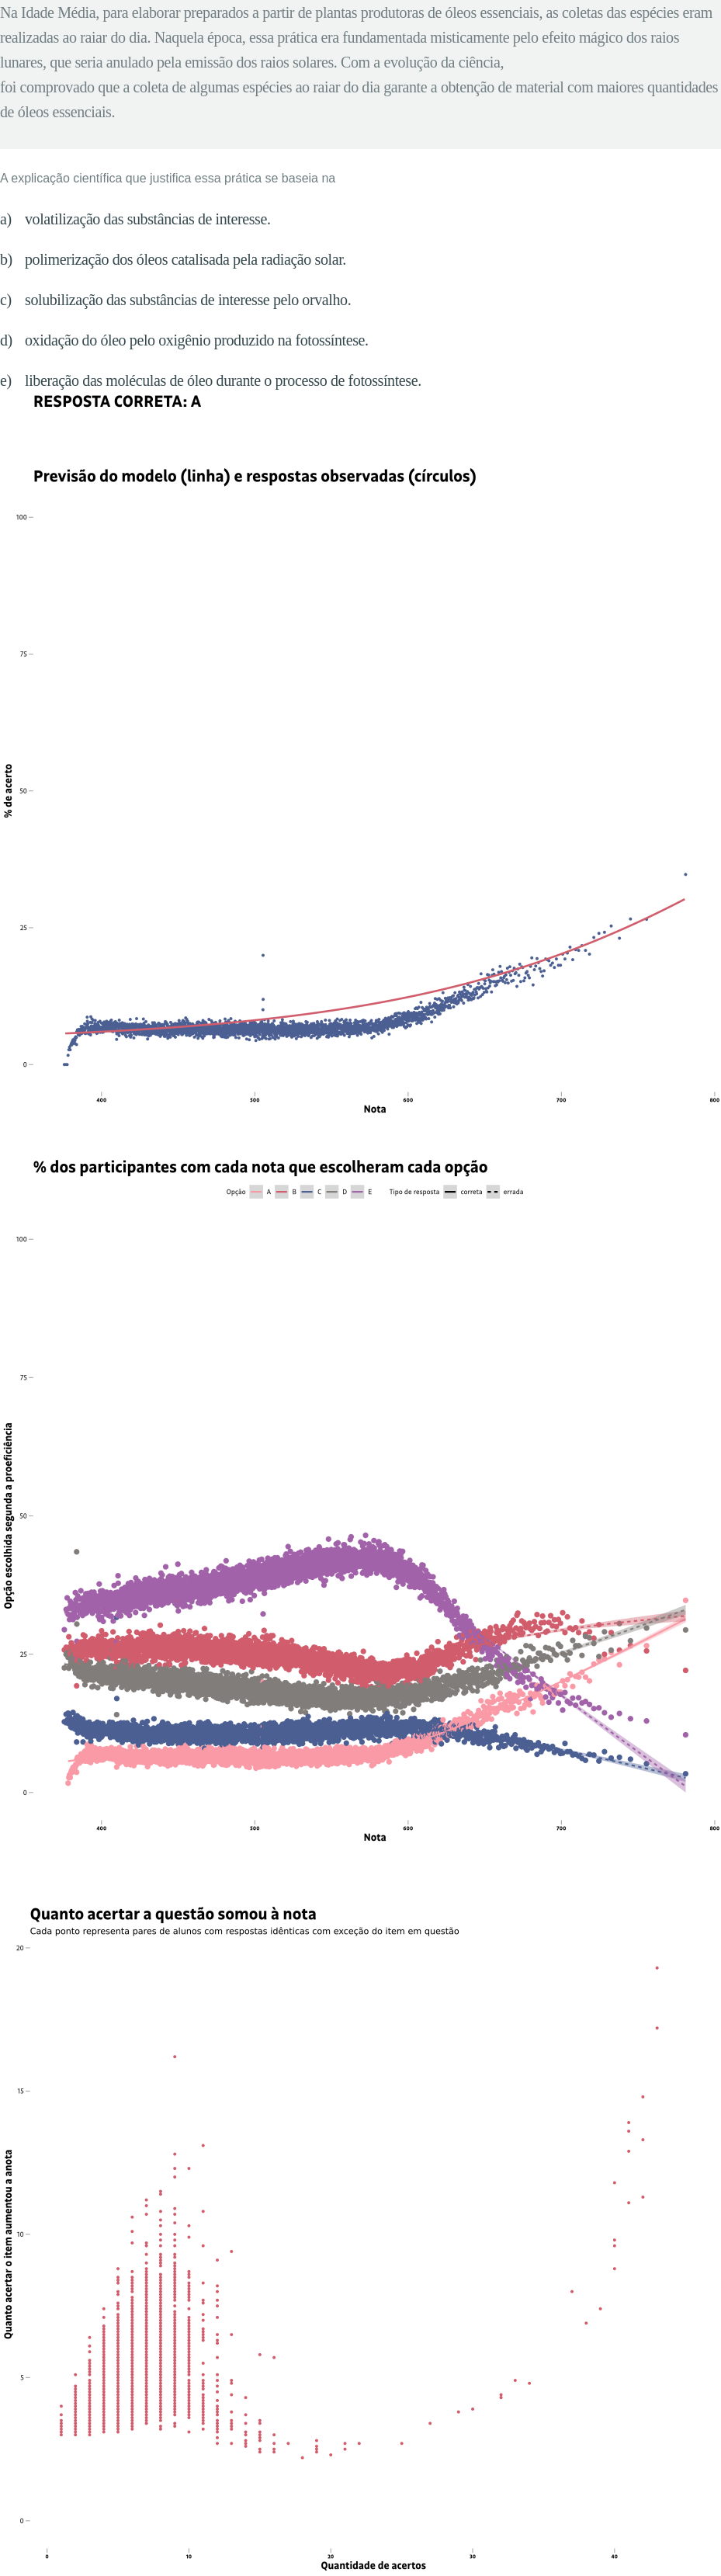 Na Idade Média, para elaborar preparados a partir de plantas produtoras de óleos essenciais, as coletas das espécies eram
realizadas ao raiar do dia. Naquela época, essa prática era fundamentada misticamente pelo efeito mágico dos raios
lunares, que seria anulado pela emissão dos raios solares. Com a evolução da ciência,
foi comprovado que a coleta de algumas espécies ao raiar do dia garante a obtenção de material com maiores quantidades
de óleos essenciais.
A explicação científica que justifica essa prática se baseia na
a) volatilização das substâncias de interesse.
b) polimerização dos óleos catalisada pela radiação solar.
c) solubilização das substâncias de interesse pelo orvalho.
d) oxidação do óleo pelo oxigênio produzido na fotossíntese.
e) liberação das moléculas de óleo durante o processo de fotossíntese.
RESPOSTA CORRETA: A
Previsão do modelo (linha) e respostas observadas (círculos)
100
75
% de acerto
50
25
0
400 500 600 700 800
Nota
% dos participantes com cada nota que escolheram cada opção
Opção A B C D E Tipo de resposta correta errada
100
75
Opção escolhida segunda a proeficiência
50
25
0
400 500 600 700 800
Nota
Quanto acertar a questão somou à nota
Cada ponto representa pares de alunos com respostas idênticas com exceção do item em questão
20
15
Quanto acertar o item aumentou a anota
10
5
0
0 10 20 30 40
Quantidade de acertos